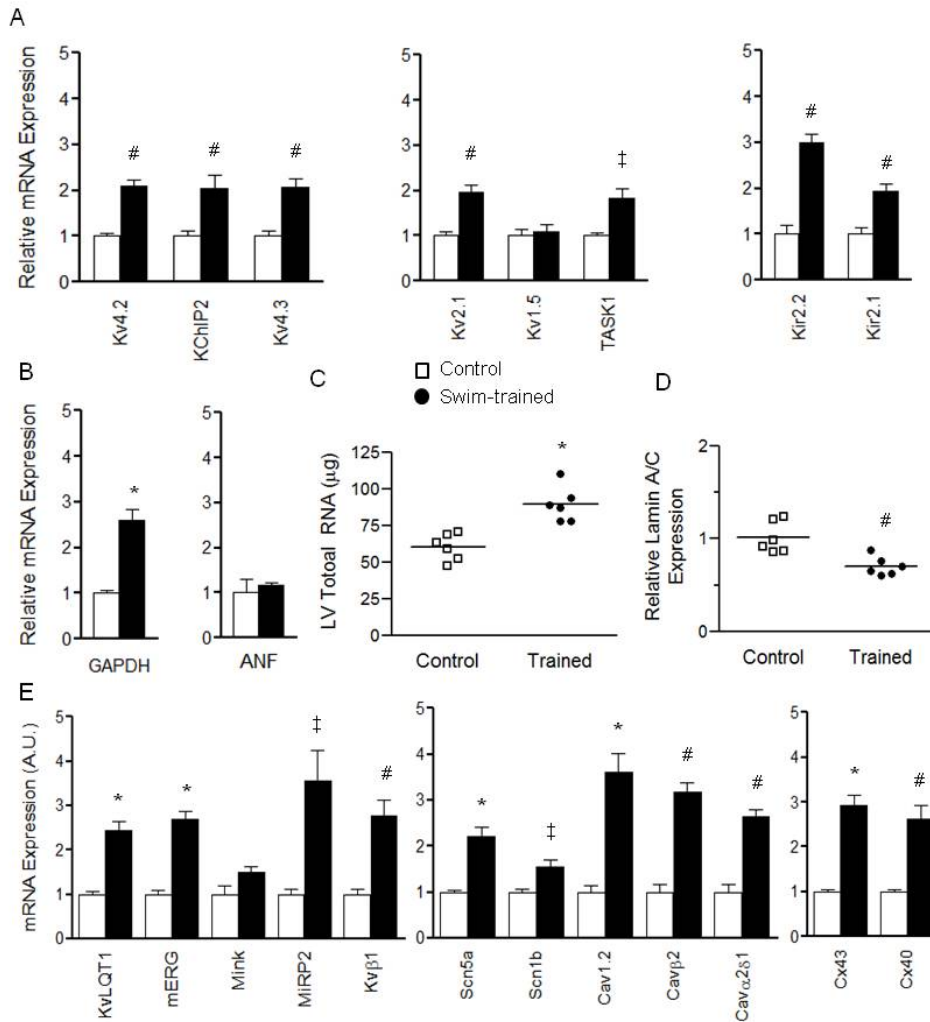 A
Relative mRNA Expression
5
4
3
2
1
0
# # #
Kv4.2 KChIP2 Kv4.3
5
4
3
2
1
0
# ‡
Kv2.1 Kv1.5 TASK1
5
4
3
2
1
0
# #
Kir2.2 Kir2.1
B
Relative mRNA Expression
5
4
3
2
1
0
*
GAPDH
5
4
3
2
1
0
ANF
Control
Swim-trained
C
LV Totoal RNA (µg)
125
100
75
50
25
0
*
Control Trained
D
Relative Lamin A/C
Expression
2
1
0
#
Control Trained
E
mRNA Expression (A.U.)
5
4
3
2
1
0
* * ‡ #
KvLQT1 mERG Mink MiRP2 Kvβ1
5
4
3
2
1
0
* ‡ * # #
Scn5a Scn1b Cav1.2 Cavβ2 Cavα2δ1
5
4
3
2
1
0
* #
Cx43 Cx40